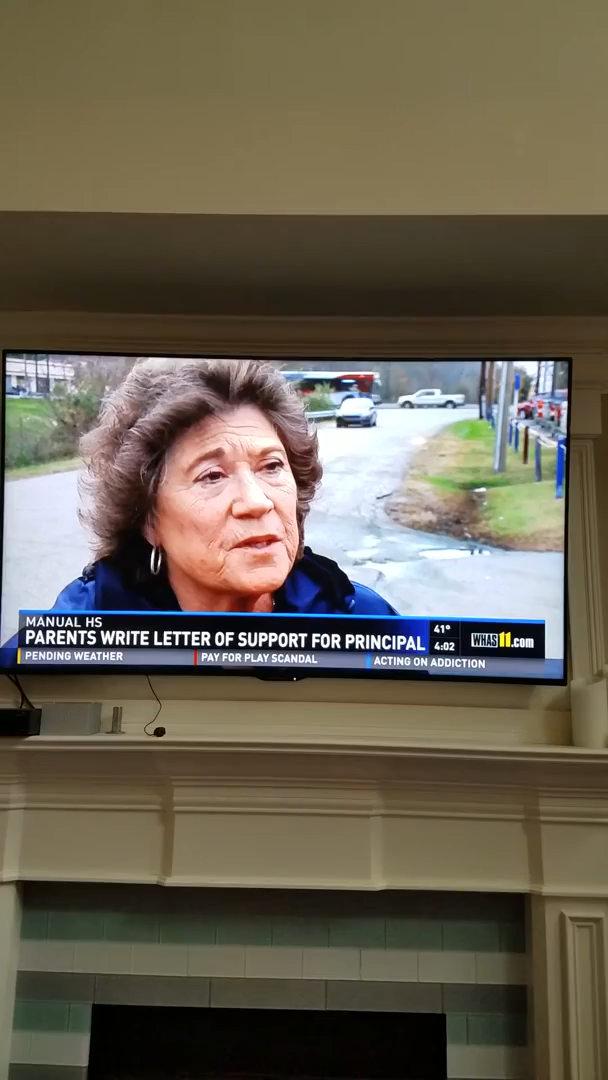 MANUAL HS
PARENTS WRITE LETTER OF SUPPORT FOR PRINCIPAL
41°
4:02
WHAS11.com
PENDING WEATHER
PAY FOR PLAY SCANDAL
ACTING ON ADDICTION